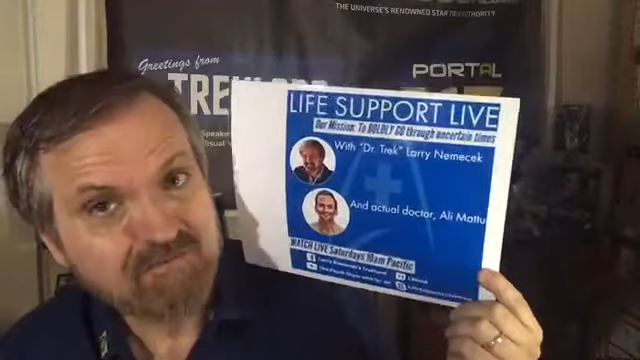 THE UNIVERSE'S RENOWNED STAR TREK AUTHORITY
Greetings from
TREKLAND
PORTAL
LIFE SUPPORT LIVE
Our Mission: To BOLDLY GO through uncertain times
With "Dr. Trek" Larry Nemecek
And actual doctor, Ali Mattu
WATCH LIVE Saturdays 10am Pacific